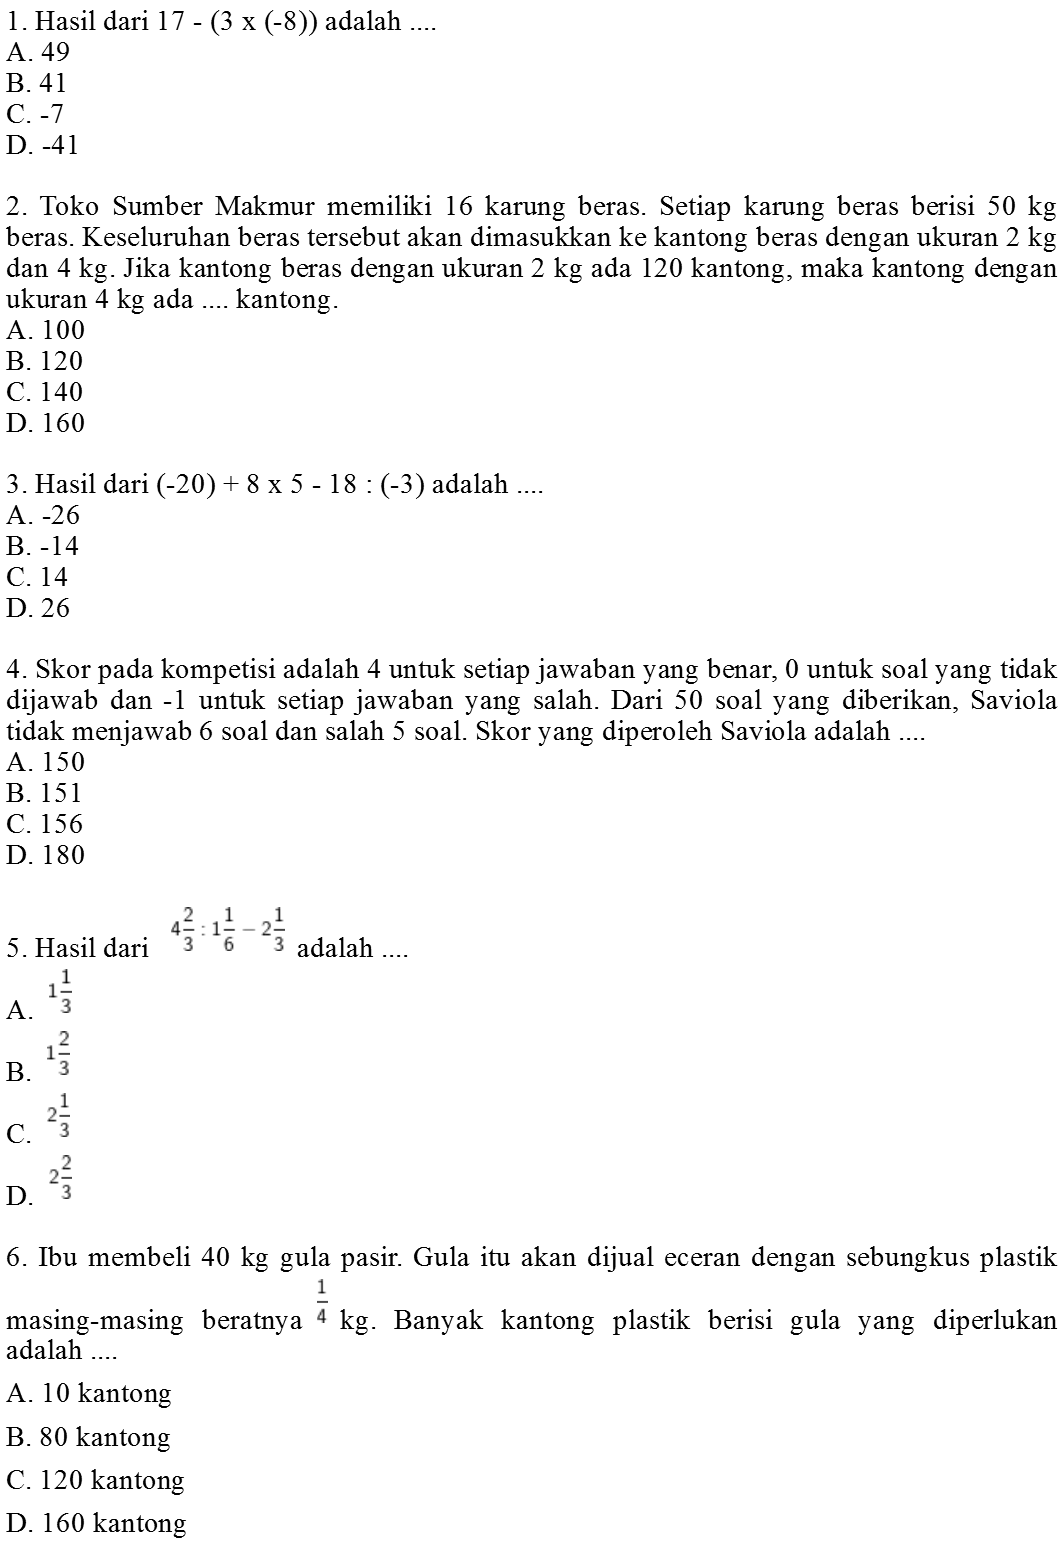 1. Hasil dari 17 - (3 x (-8)) adalah ....
A. 49
B. 41
C. -7
D. -41
2. Toko Sumber Makmur memiliki 16 karung beras. Setiap karung beras berisi 50 kg
beras. Keseluruhan beras tersebut akan dimasukkan ke kantong beras dengan ukuran 2 kg
dan 4 kg. Jika kantong beras dengan ukuran 2 kg ada 120 kantong, maka kantong dengan
ukuran 4 kg ada .... kantong.
A. 100
B. 120
C. 140
D. 160
3. Hasil dari (-20) + 8 x 5 - 18 : (-3) adalah ....
A. -26
B. -14
C. 14
D. 26
4. Skor pada kompetisi adalah 4 untuk setiap jawaban yang benar, 0 untuk soal yang tidak
dijawab dan -1 untuk setiap jawaban yang salah. Dari 50 soal yang diberikan, Saviola
tidak menjawab 6 soal dan salah 5 soal. Skor yang diperoleh Saviola adalah ....
A. 150
B. 151
C. 156
D. 180
5. Hasil dari 4 2/3 : 1 1/6 – 2 1/3 adalah ....
A. 1 1/3
B. 1 2/3
C. 2 1/3
D. 2 2/3
6. Ibu membeli 40 kg gula pasir. Gula itu akan dijual eceran dengan sebungkus plastik
masing-masing beratnya 1/4 kg. Banyak kantong plastik berisi gula yang diperlukan
adalah ....
A. 10 kantong
B. 80 kantong
C. 120 kantong
D. 160 kantong